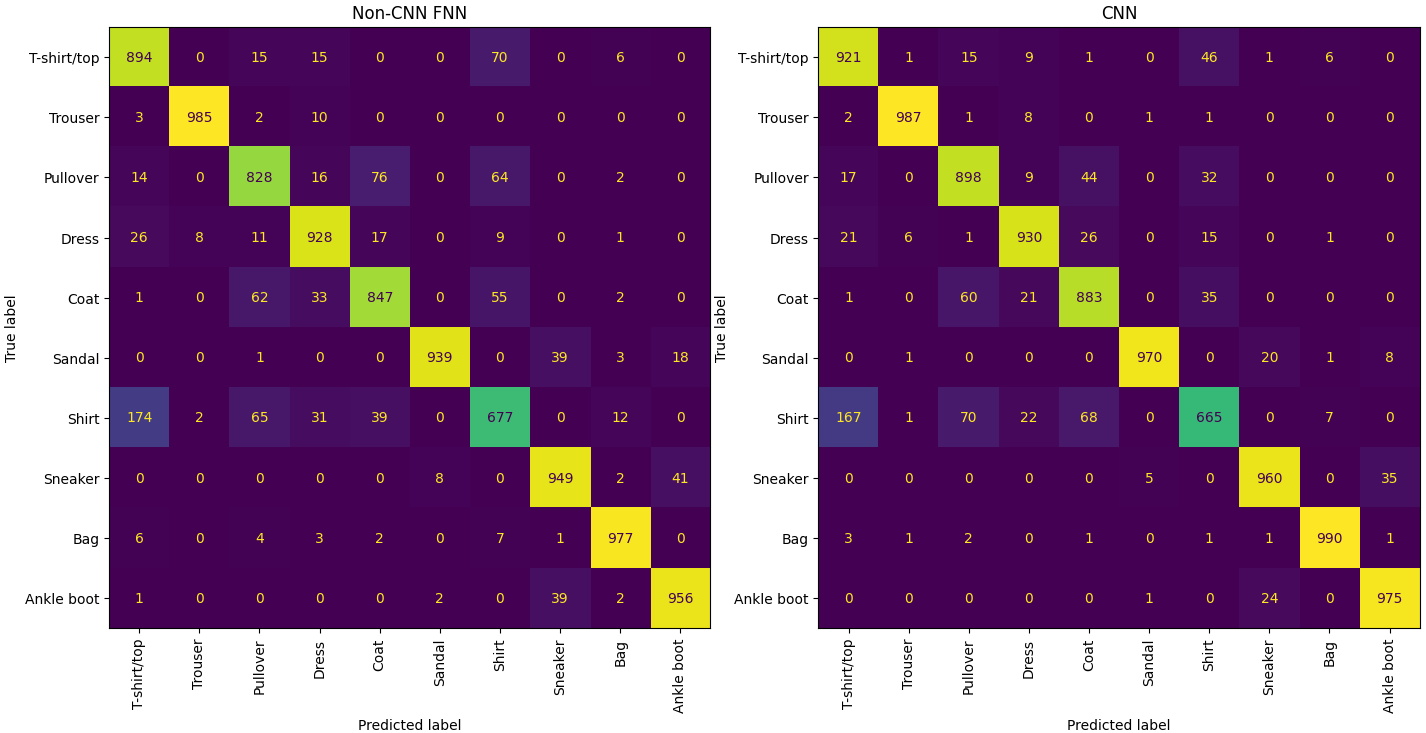 Non-CNN FNN
T-shirt/top 894 0 15 15 0 0 70 0 6 0
Trouser 3 985 2 10 0 0 0 0 0 0
Pullover 14 0 828 16 76 0 64 0 2 0
Dress 26 8 11 928 17 0 9 0 1 0
Coat 1 0 62 33 847 0 55 0 2 0
Sandal 0 0 1 0 0 939 0 39 3 18
Shirt 174 2 65 31 39 0 677 0 12 0
Sneaker 0 0 0 0 0 8 0 949 2 41
Bag 6 0 4 3 2 0 7 1 977 0
Ankle boot 1 0 0 0 0 2 0 39 2 956
True label
T-shirt/top Trouser Pullover Dress Coat Sandal Shirt Sneaker Bag Ankle boot
Predicted label
CNN
T-shirt/top 921 1 15 9 1 0 46 1 6 0
Trouser 2 987 1 8 0 1 1 0 0 0
Pullover 17 0 898 9 44 0 32 0 0 0
Dress 21 6 1 930 26 0 15 0 1 0
Coat 1 0 60 21 883 0 35 0 0 0
Sandal 0 1 0 0 0 970 0 20 1 8
Shirt 167 1 70 22 68 0 665 0 7 0
Sneaker 0 0 0 0 0 5 0 960 0 35
Bag 3 1 2 0 1 0 1 1 990 1
Ankle boot 0 0 0 0 0 1 0 24 0 975
True label
T-shirt/top Trouser Pullover Dress Coat Sandal Shirt Sneaker Bag Ankle boot
Predicted label